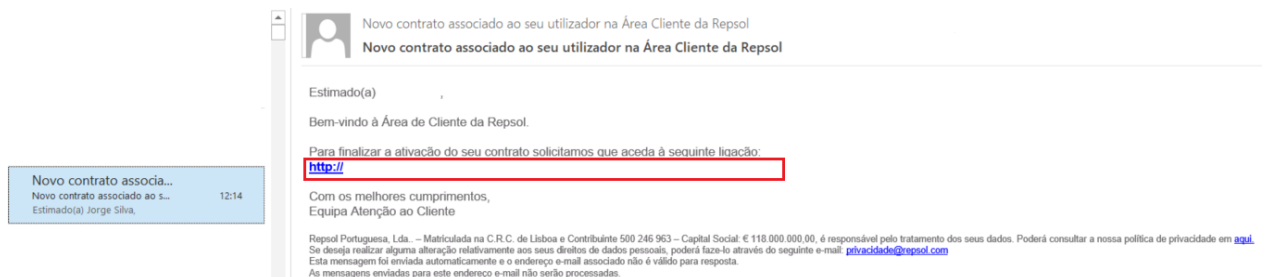 Novo contrato associado ao seu utilizador na Área Cliente da Repsol
Novo contrato associado ao seu utilizador na Área Cliente da Repsol
Estimado(a) ,
Bem-vindo à Área de Cliente da Repsol.
Para finalizar a ativação do seu contrato solicitamos que aceda à seguinte ligação:
http://
Com os melhores cumprimentos,
Equipa Atenção ao Cliente
Repsol Portuguesa, Lda.. – Matriculada na C.R.C. de Lisboa e Contribuinte 500 246 963 – Capital Social: € 118.000.000,00, é responsável pelo tratamento dos seus dados. Poderá consultar a nossa política de privacidade em aqui.
Se deseja realizar alguma alteração relativamente aos seus direitos de dados pessoais, poderá faze-lo através do seguinte e-mail: privacidade@repsol.com
Esta mensagem foi enviada automaticamente e o endereço e-mail associado não é válido para resposta.
As mensagens enviadas para este endereço e-mail não serão processadas.
Novo contrato associa...
Novo contrato associado ao s... 12:14
Estimado(a) Jorge Silva,